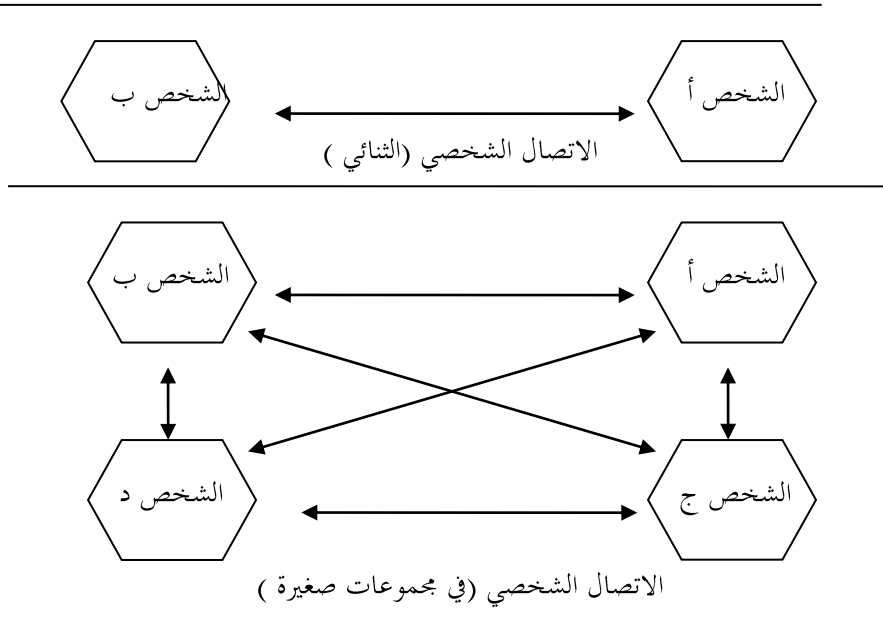 الشخص أ
الشخص ب
الاتصال الشخصي (الثنائي )
الشخص أ
الشخص ب
الشخص ج
الشخص د
الاتصال الشخصي (في مجموعات صغيرة )